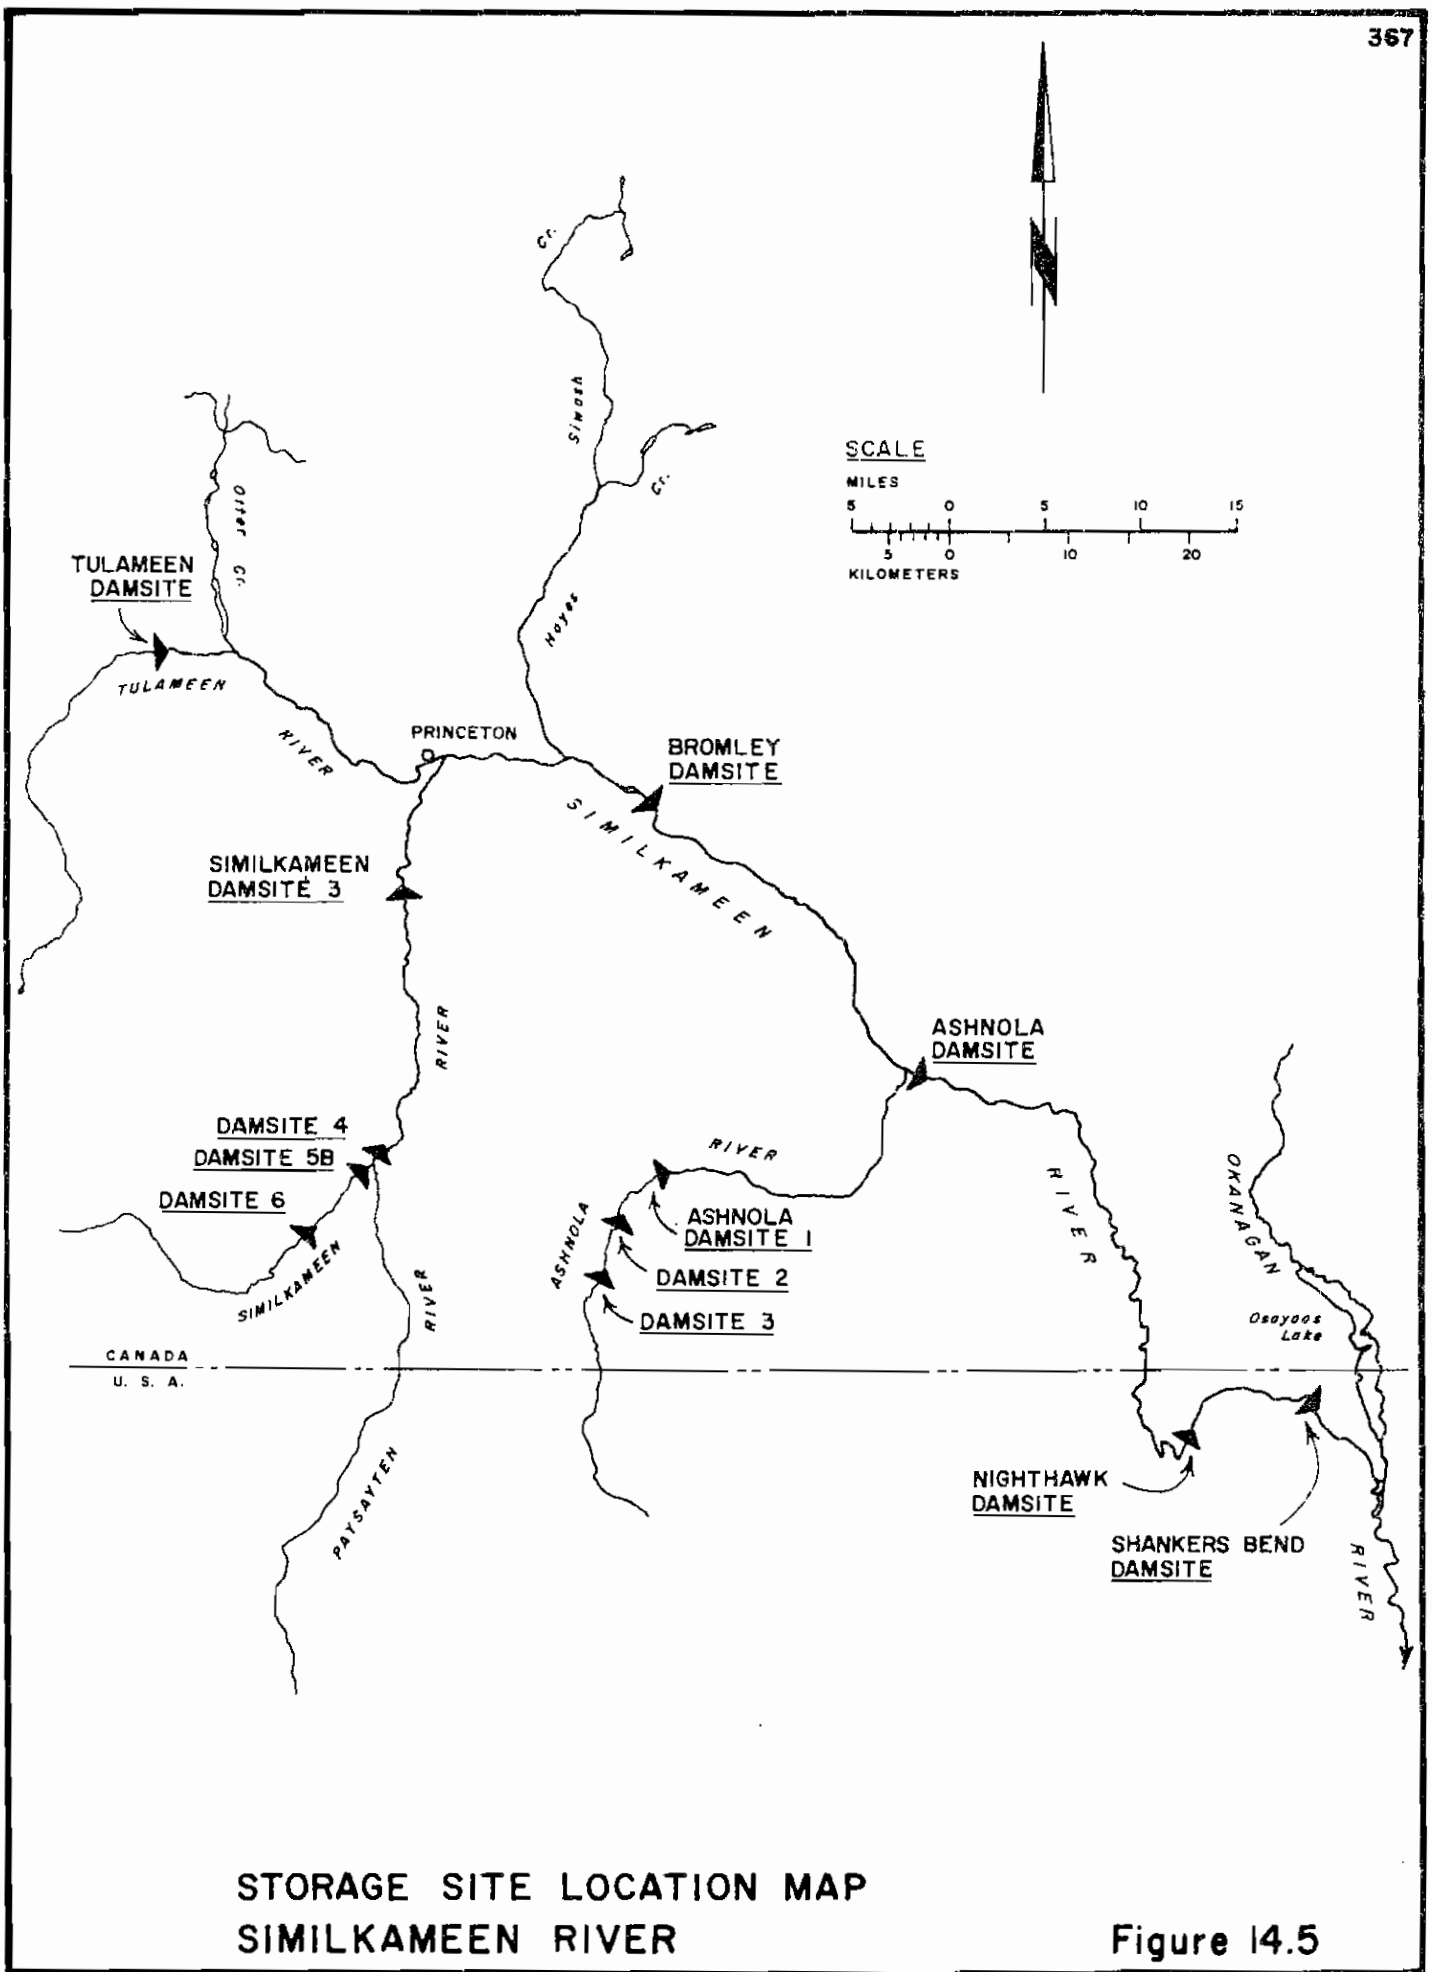 367
Cr.
Siwash
Cr.
SCALE
MILES
5 0 5 10 15
5 0 10 20
KILOMETERS
Otter Cr.
TULAMEEN
DAMSITE
Hayes
TULAMEEN
RIVER
PRINCETON
BROMLEY
DAMSITE
SIMILKAMEEN
SIMILKAMEEN
DAMSITE 3
RIVER
ASHNOLA
DAMSITE
DAMSITE 4
DAMSITE 5B
DAMSITE 6
RIVER
RIVER
OKANAGAN
ASHNOLA
ASHNOLA
DAMSITE 1
DAMSITE 2
DAMSITE 3
SIMILKAMEEN
RIVER
Osoyoos
Lake
CANADA
U. S. A.
PAYSAYTEN
NIGHTHAWK
DAMSITE
SHANKERS BEND
DAMSITE
RIVER
STORAGE SITE LOCATION MAP
SIMILKAMEEN RIVER
Figure 14.5